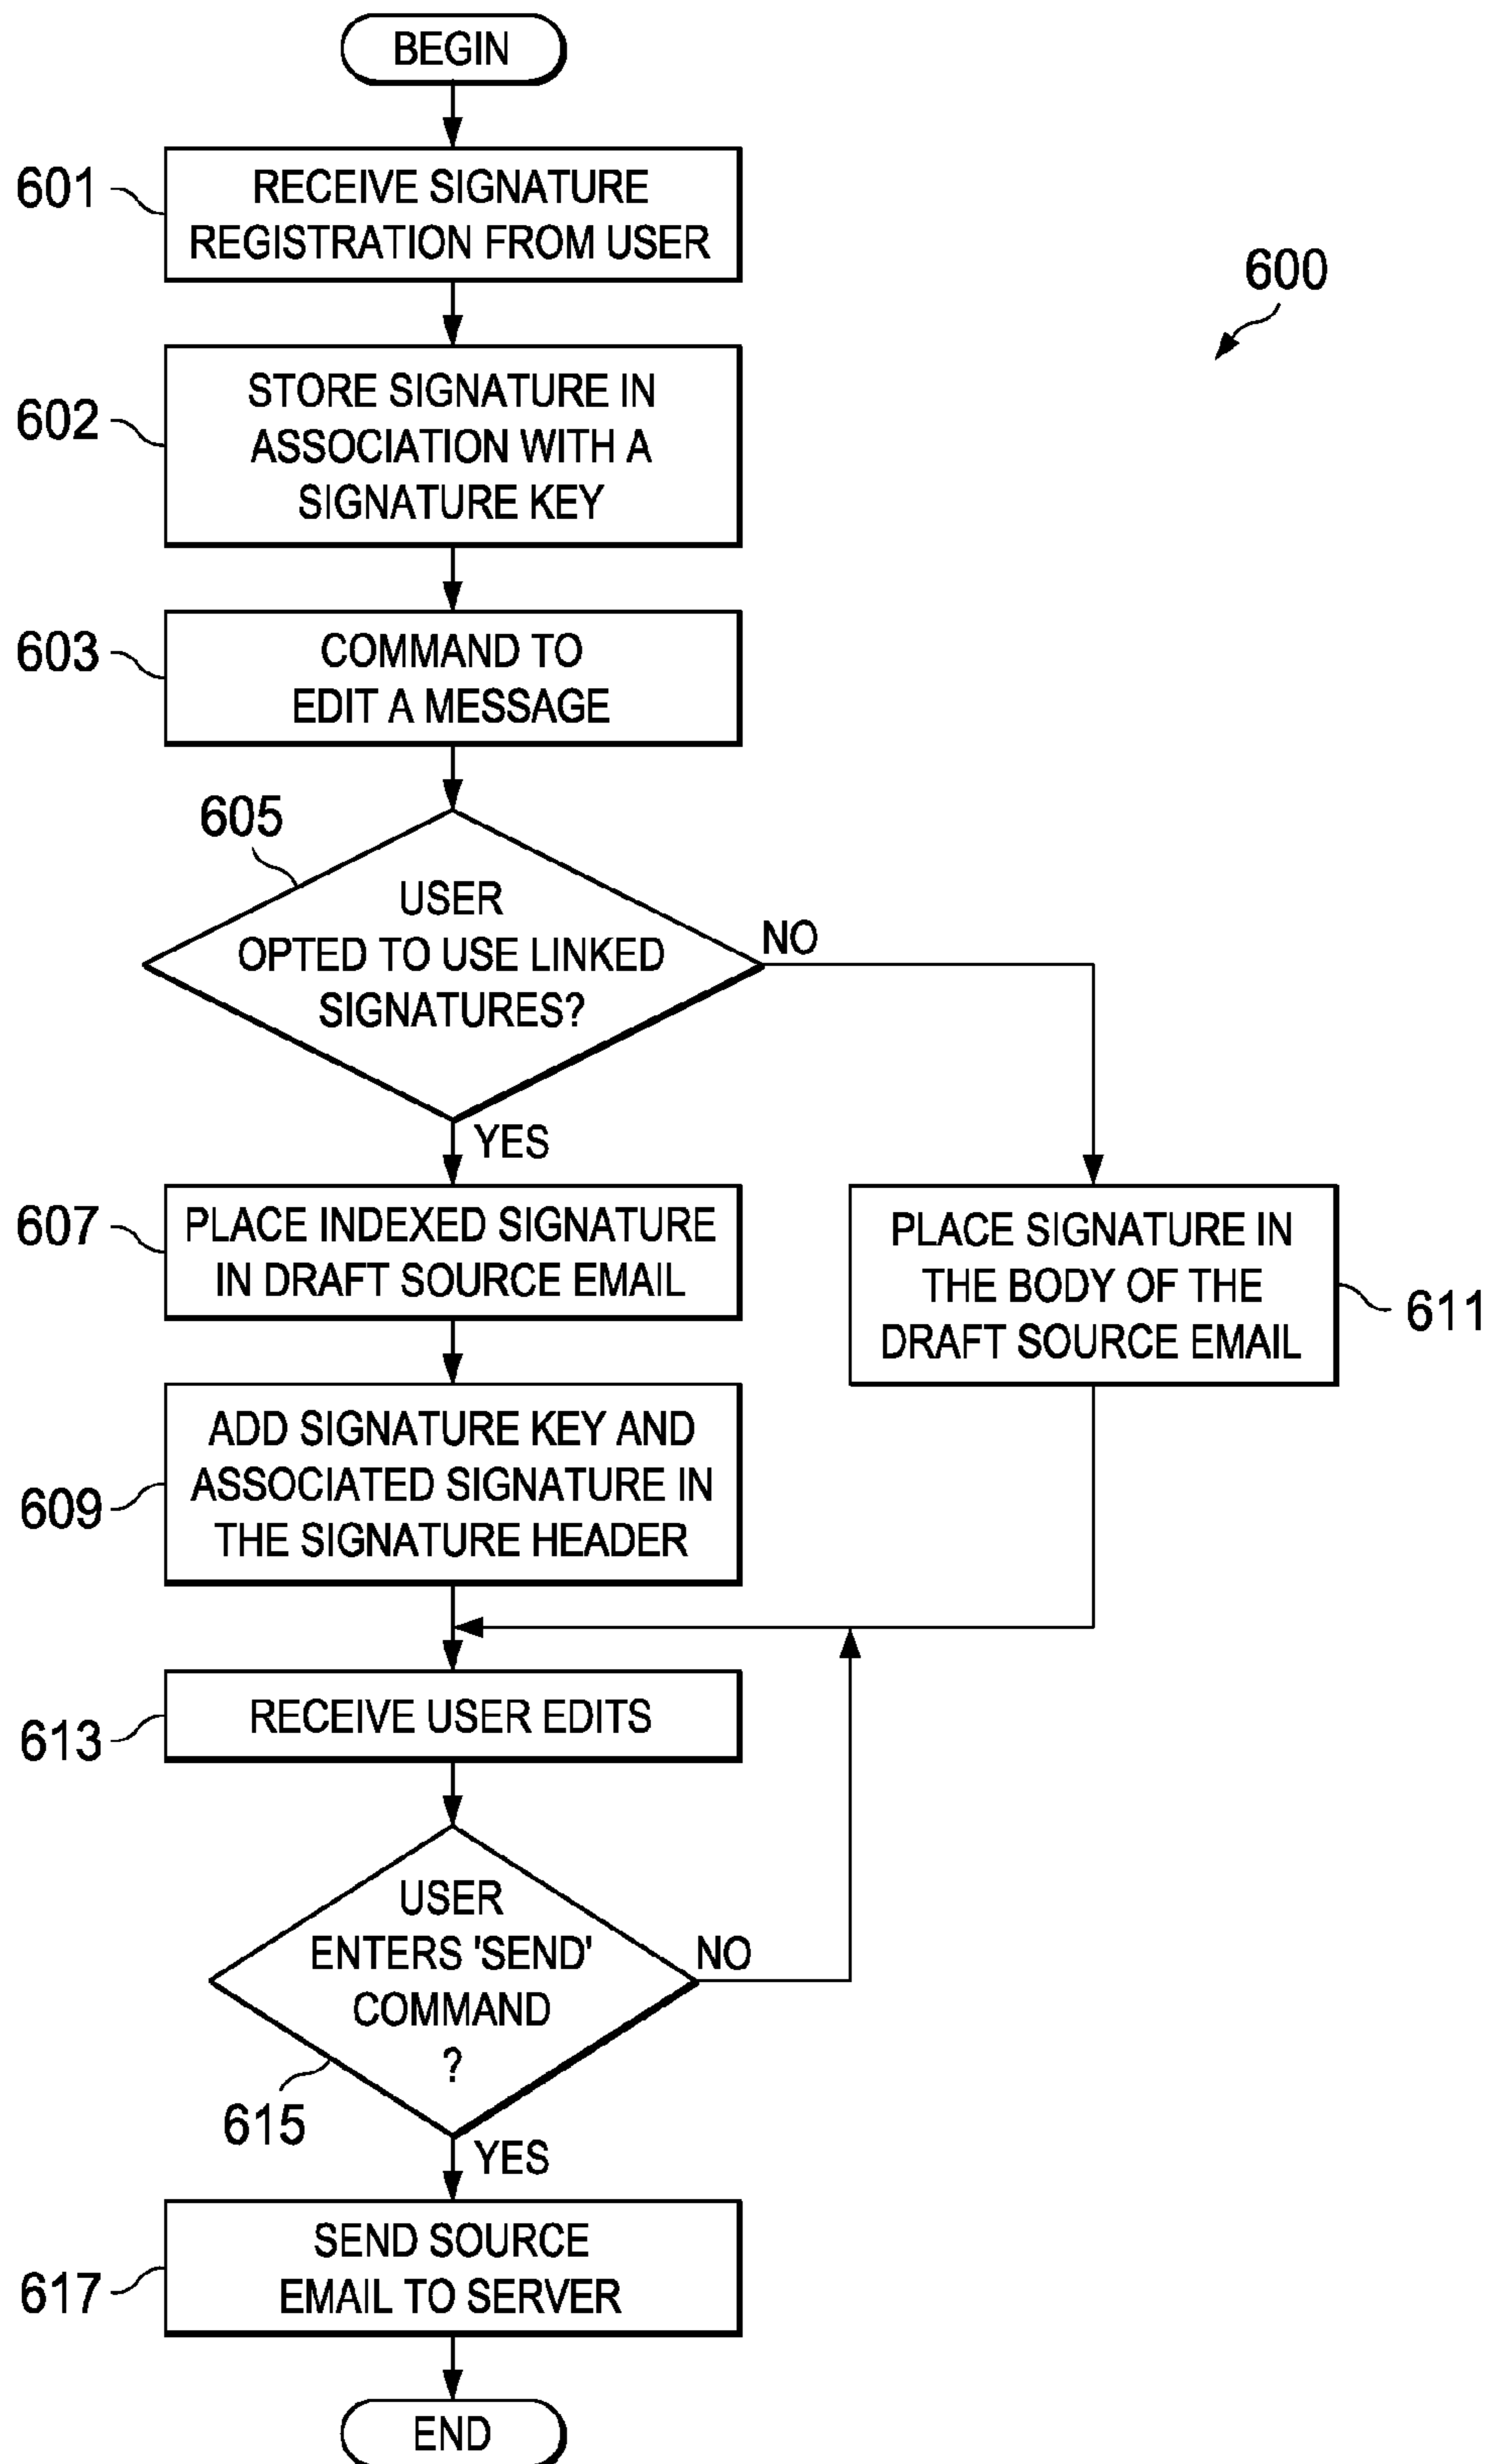 BEGIN
601
RECEIVE SIGNATURE
REGISTRATION FROM USER
600
602
STORE SIGNATURE IN
ASSOCIATION WITH A
SIGNATURE KEY
603
COMMAND TO
EDIT A MESSAGE
605
USER
OPTED TO USE LINKED
SIGNATURES?
NO
YES
607
PLACE INDEXED SIGNATURE
IN DRAFT SOURCE EMAIL
PLACE SIGNATURE IN
THE BODY OF THE
DRAFT SOURCE EMAIL
611
609
ADD SIGNATURE KEY AND
ASSOCIATED SIGNATURE IN
THE SIGNATURE HEADER
613
RECEIVE USER EDITS
USER
ENTERS 'SEND'
COMMAND
?
NO
615
YES
617
SEND SOURCE
EMAIL TO SERVER
END